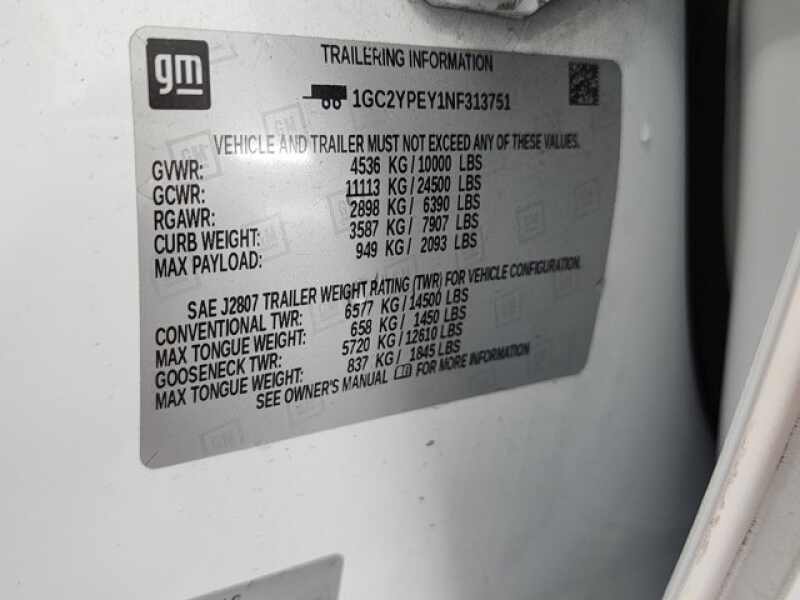 gm
TRAILERING INFORMATION
1GC2YPEY1NF313751
VEHICLE AND TRAILER MUST NOT EXCEED ANY OF THESE VALUES.
GVWR: 4536 KG/10000 LBS
GCWR: 11113 KG/24500 LBS
RGAWR: 2898 KG/ 6390 LBS
CURB WEIGHT: 3587 KG/ 7907 LBS
MAX PAYLOAD: 949 KG/ 2093 LBS
SAE J2807 TRAILER WEIGHT RATING (TWR) FOR VEHICLE CONFIGURATION.
CONVENTIONAL TWR: 6577 KG/14500 LBS
MAX TONGUE WEIGHT: 658 KG/ 1450 LBS
GOOSENECK TWR: 5720 KG/12610 LBS
MAX TONGUE WEIGHT: 837 KG/ 1845 LBS
SEE OWNER'S MANUAL FOR MORE INFORMATION